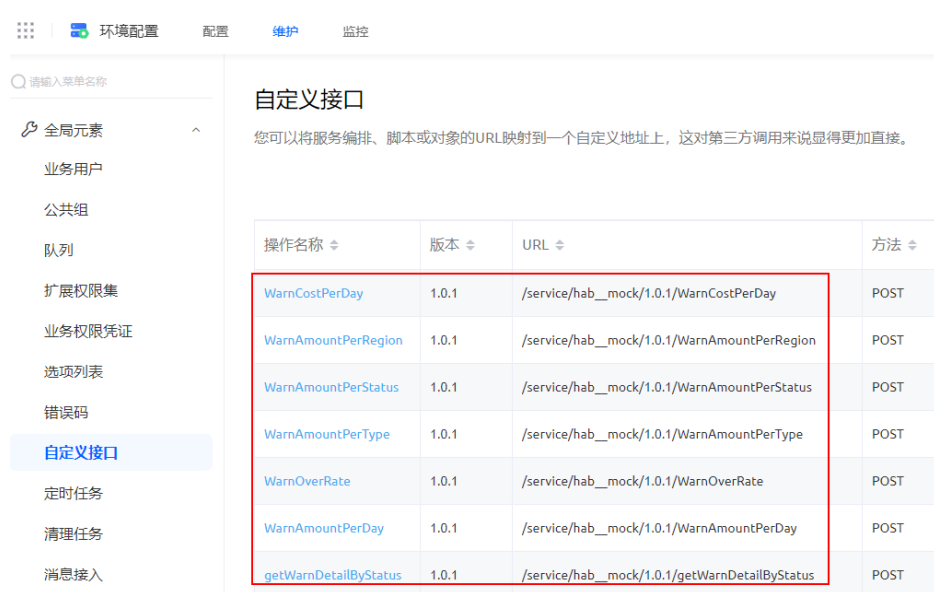 环境配置 配置 维护 监控
请输入菜单名称
全局元素
业务用户
公共组
队列
扩展权限集
业务权限凭证
选项列表
错误码
自定义接口
定时任务
清理任务
消息接入
自定义接口
您可以将服务编排、脚本或对象的URL映射到一个自定义地址上，这对第三方调用来说显得更加直接。
操作名称 版本 URL 方法
WarnCostPerDay 1.0.1 /service/hab__mock/1.0.1/WarnCostPerDay POST
WarnAmountPerRegion 1.0.1 /service/hab__mock/1.0.1/WarnAmountPerRegion POST
WarnAmountPerStatus 1.0.1 /service/hab__mock/1.0.1/WarnAmountPerStatus POST
WarnAmountPerType 1.0.1 /service/hab__mock/1.0.1/WarnAmountPerType POST
WarnOverRate 1.0.1 /service/hab__mock/1.0.1/WarnOverRate POST
WarnAmountPerDay 1.0.1 /service/hab__mock/1.0.1/WarnAmountPerDay POST
getWarnDetailByStatus 1.0.1 /service/hab__mock/1.0.1/getWarnDetailByStatus POST